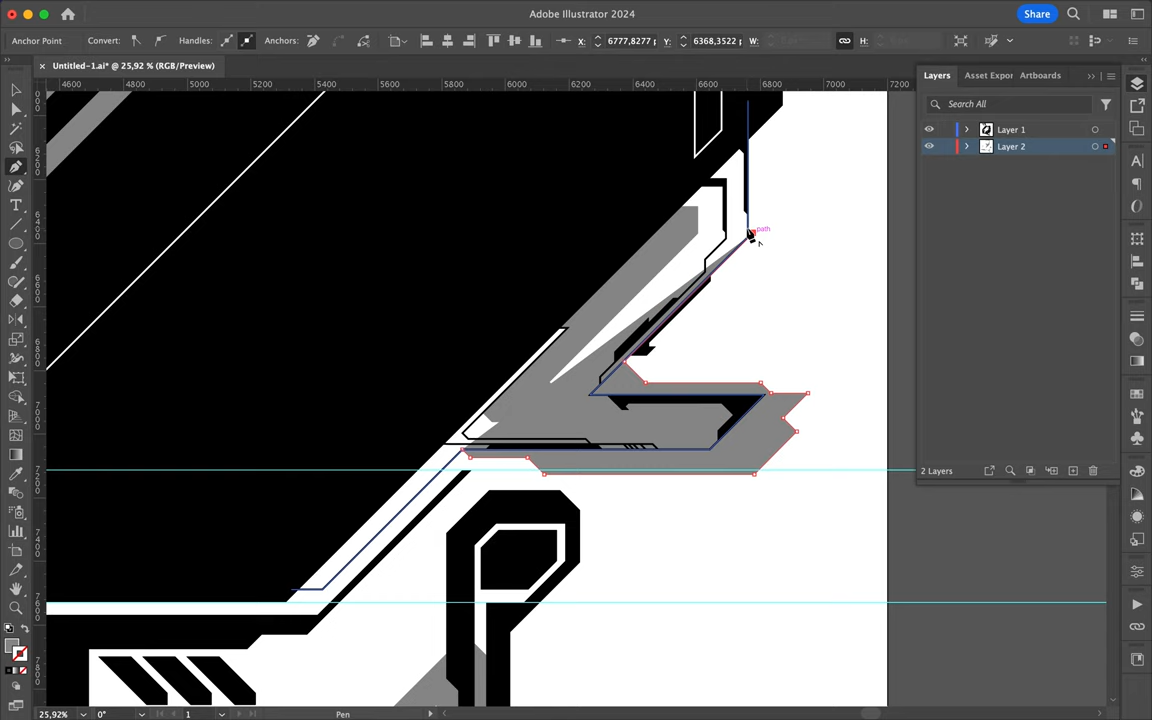 Adobe Illustrator 2024
Share
Anchor Point
Convert:
Handles:
Anchors:
X:
6777,8277
Y:
6368,3522
W:
H:
× Untitled-1.ai* @ 25,92 % (RGB/Preview)
Layers
Asset Expor
Artboards
4600
4800
5000
5200
5400
5600
5800
6000
6200
6400
6600
6800
7000
7200
Search All
Layer 1
Layer 2
path
2 Layers
25,92%
0°
1
Pen